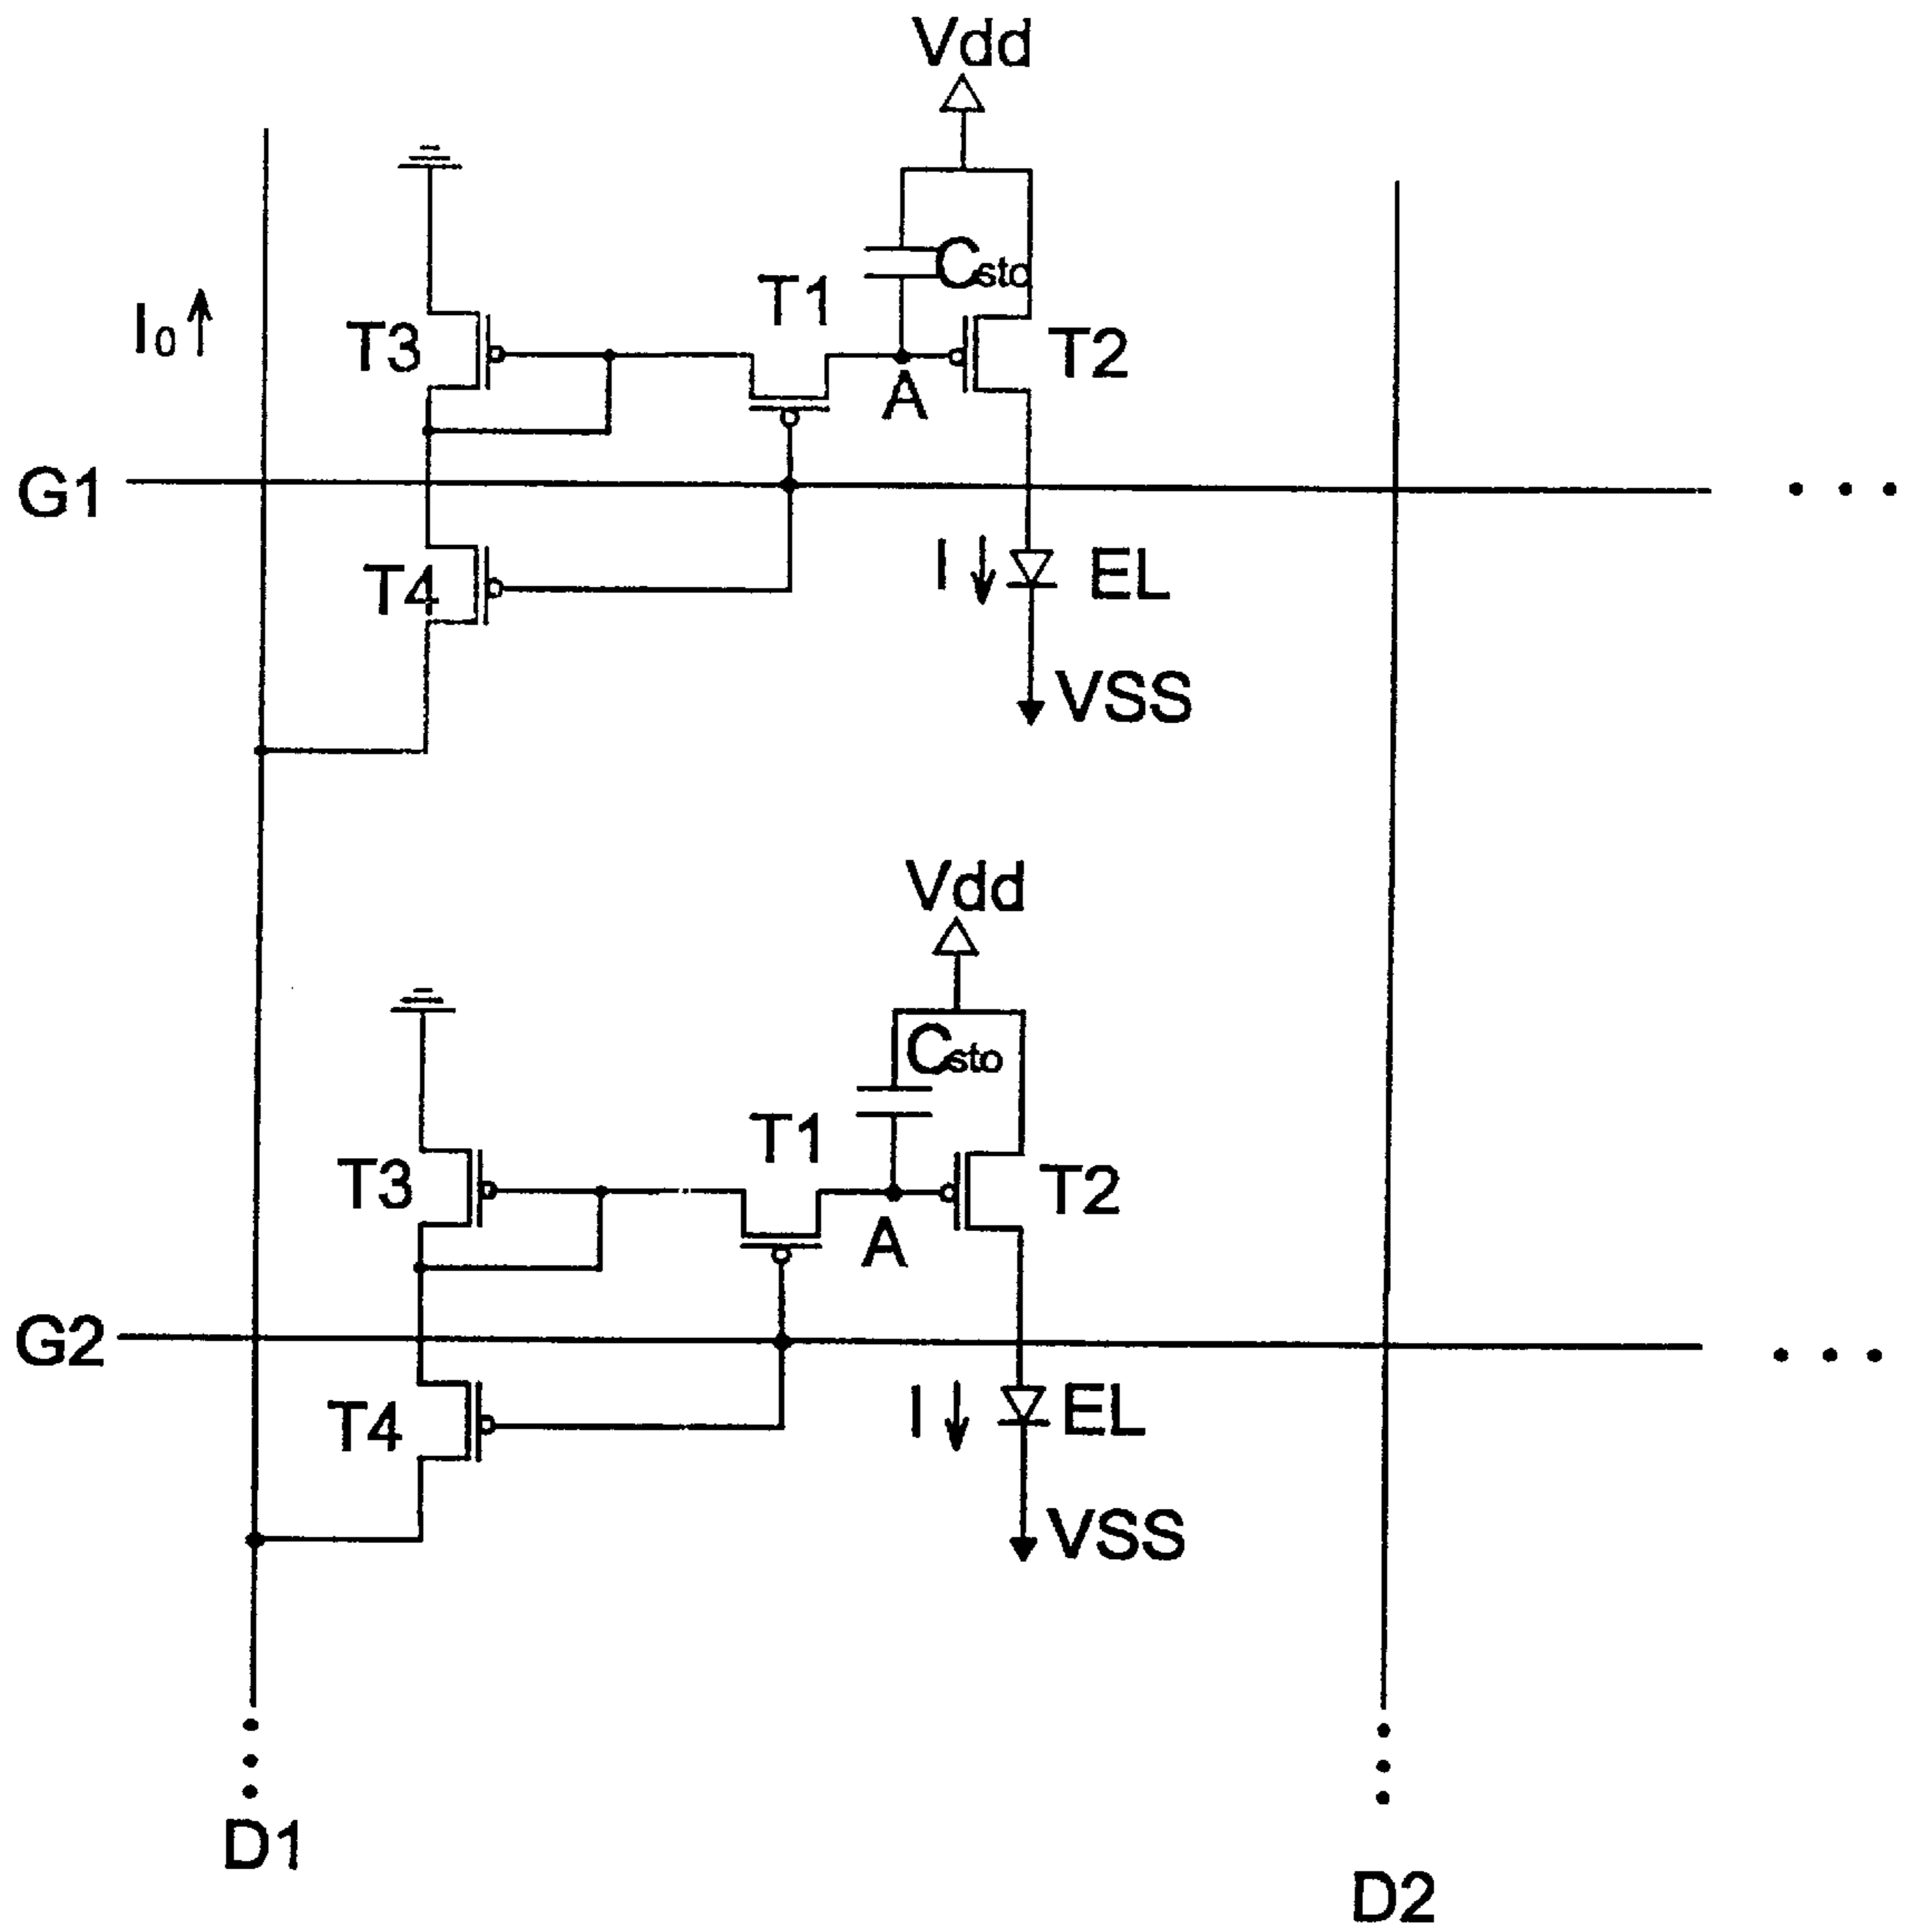 Vdd
Csto
T1
I0
T3
T2
A
G1
I
EL
T4
VSS
Vdd
Csto
T1
T3
T2
A
G2
I
EL
T4
VSS
D1
D2